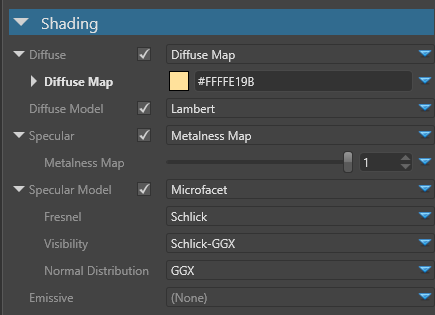 Shading
Diffuse Diffuse Map
Diffuse Map #FFFFE19B
Diffuse Model Lambert
Specular Metalness Map
Metalness Map 1
Specular Model Microfacet
Fresnel Schlick
Visibility Schlick-GGX
Normal Distribution GGX
Emissive (None)